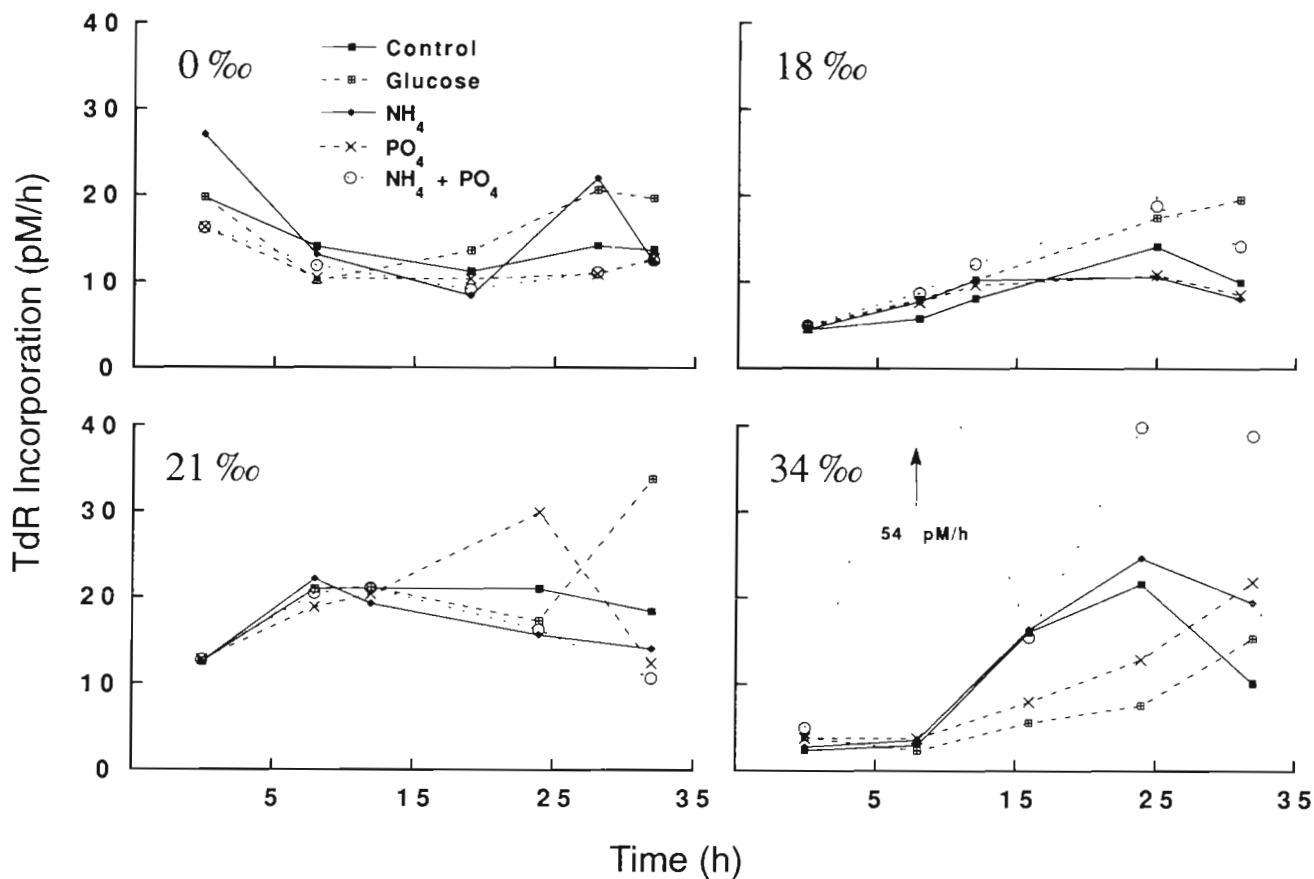 TdR Incorporation (pM/h)
40
30
20
10
0
0 ‰
Control
Glucose
NH4
PO4
NH4 + PO4
18 ‰
40
30
20
10
0
21 ‰
5
15
25
35
34 ‰
54 pM/h
5
15
25
35
Time (h)